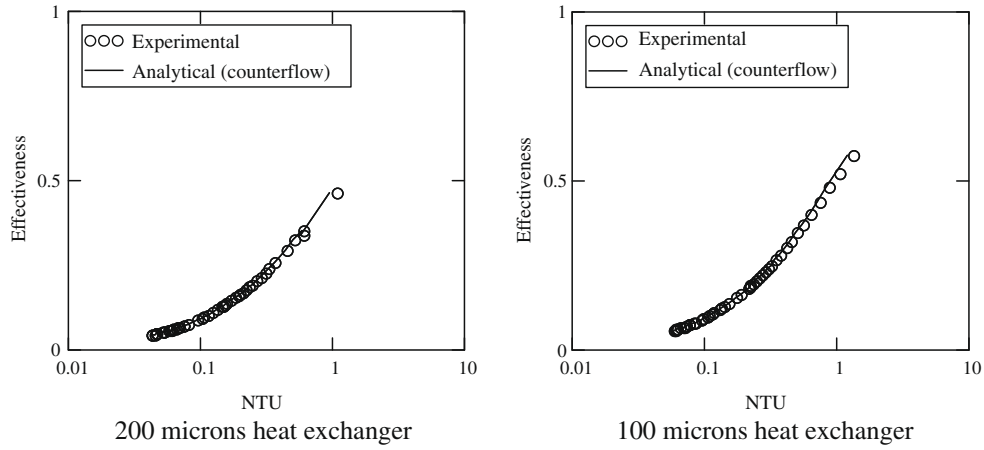 1
Experimental
Analytical (counterflow)
Effectiveness
0.5
0
0.01
0.1
1
10
NTU
200 microns heat exchanger
1
Experimental
Analytical (counterflow)
Effectiveness
0.5
0
0.01
0.1
1
10
NTU
100 microns heat exchanger